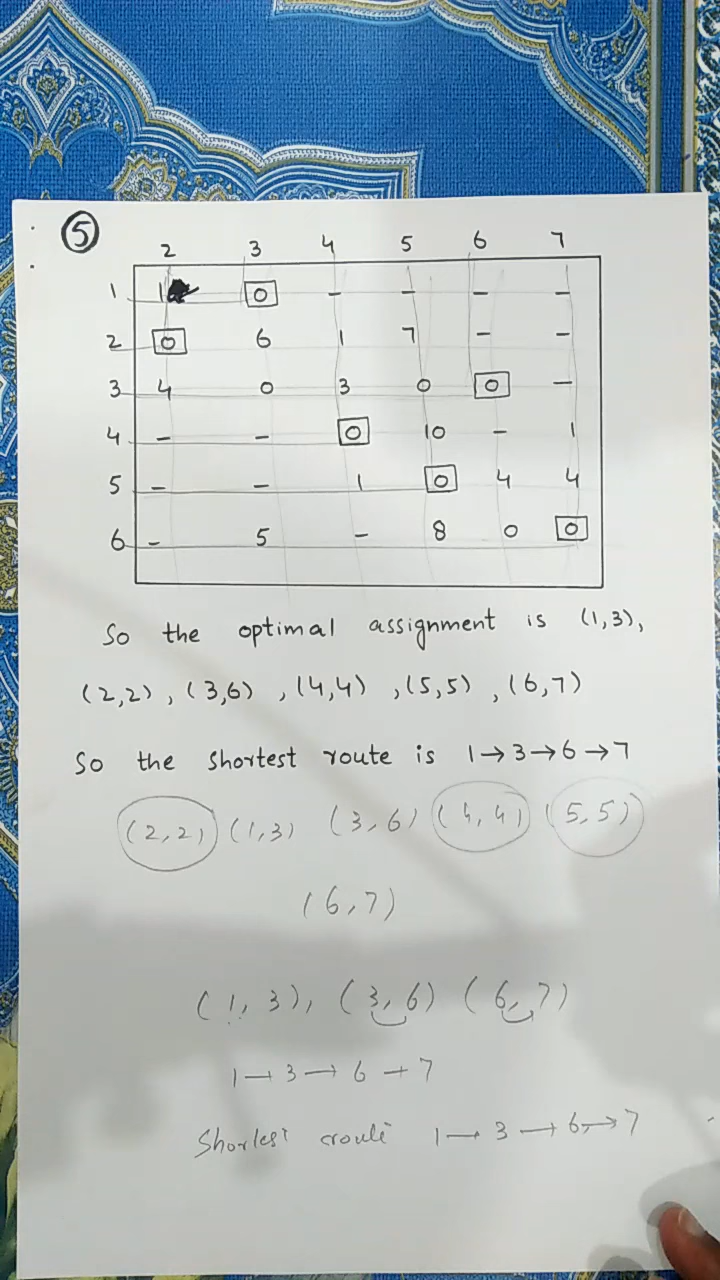 5
2 3 4 5 6 7
1 1 0 - - - -
2 0 6 1 7 - -
3 4 0 3 0 0 -
4 - - 0 10 - 1
5 - - 1 0 4 4
6 - 5 - 8 0 0
So the optimal assignment is (1,3),
(2,2), (3,6), (4,4), (5,5), (6,7)
So the shortest route is 1→3→6→7
(2,2) (1,3) (3,6) (4,4) (5,5)
(6,7)
(1,3), (3,6) (6,7)
1→3→6→7
Shortest route 1→3→6→7